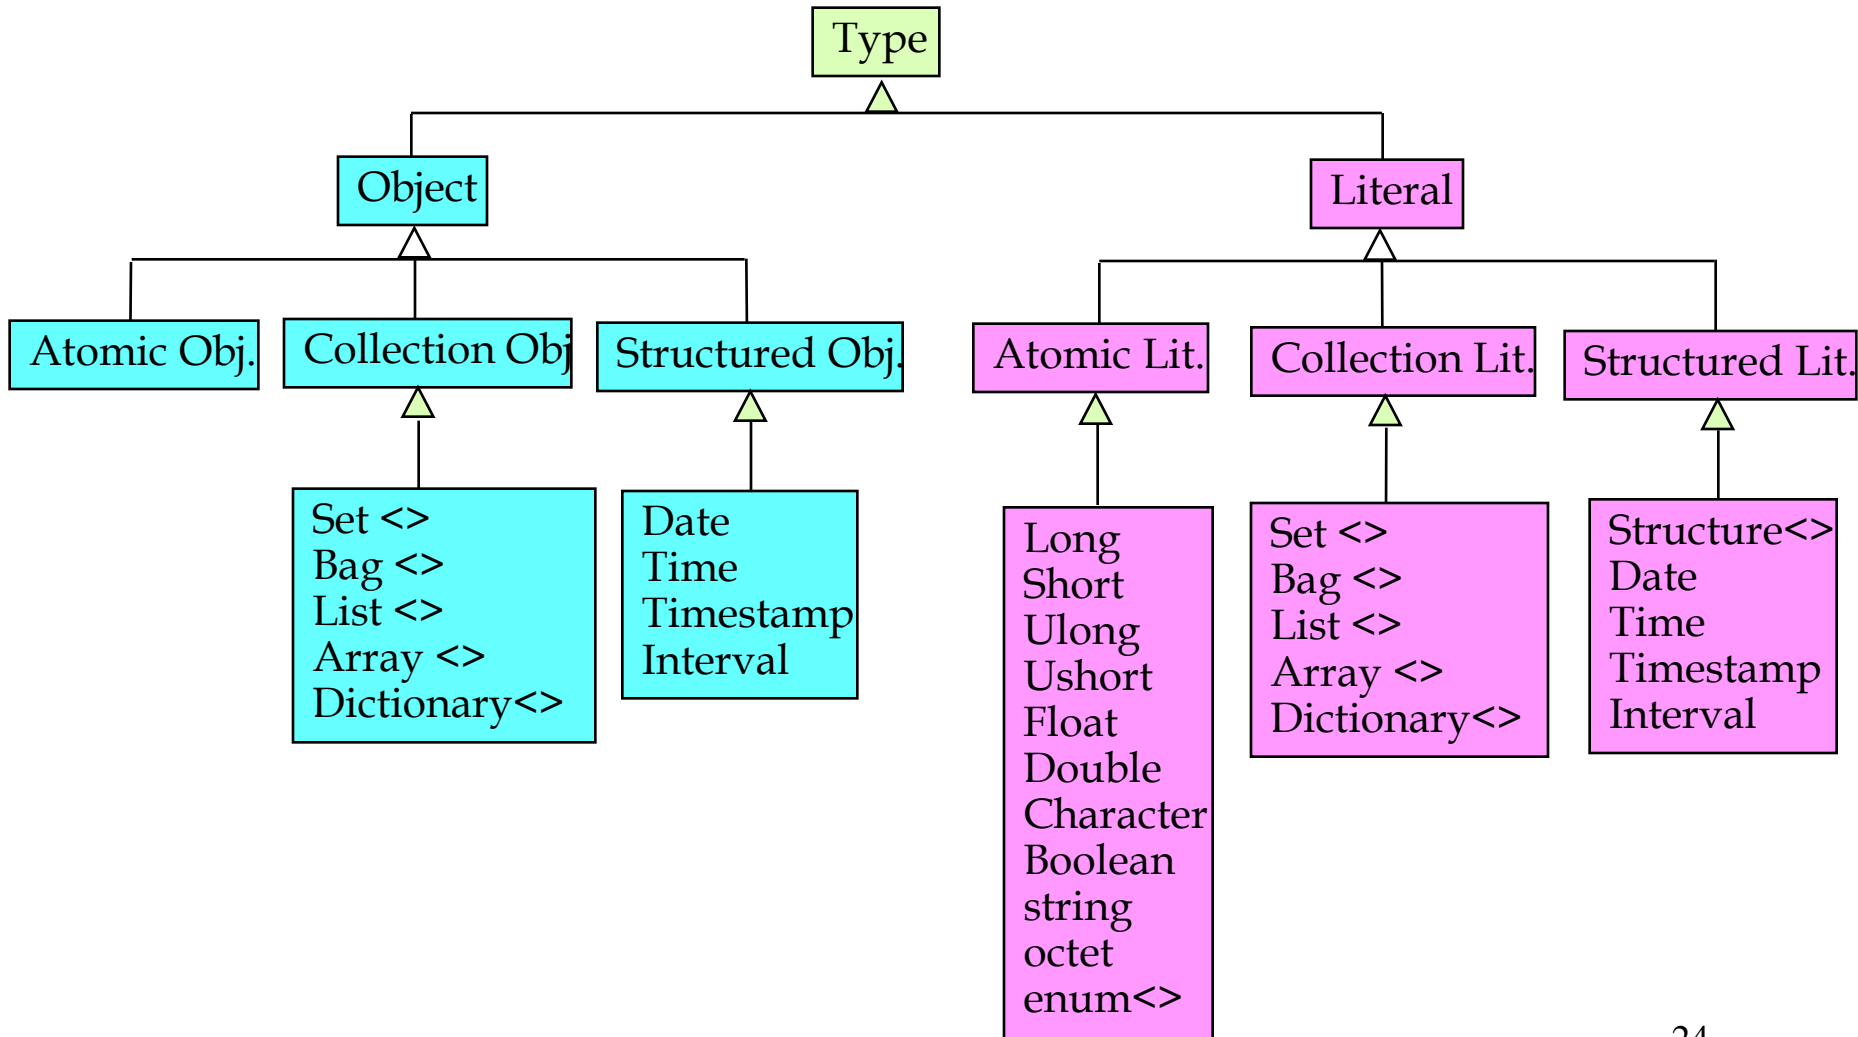 Type
Object
Literal
Atomic Obj.
Collection Obj
Structured Obj.
Atomic Lit.
Collection Lit.
Structured Lit.
Set <>
Bag <>
List <>
Array <>
Dictionary<>
Date
Time
Timestamp
Interval
Long
Short
Ulong
Ushort
Float
Double
Character
Boolean
string
octet
enum<>
Set <>
Bag <>
List <>
Array <>
Dictionary<>
Structure<>
Date
Time
Timestamp
Interval